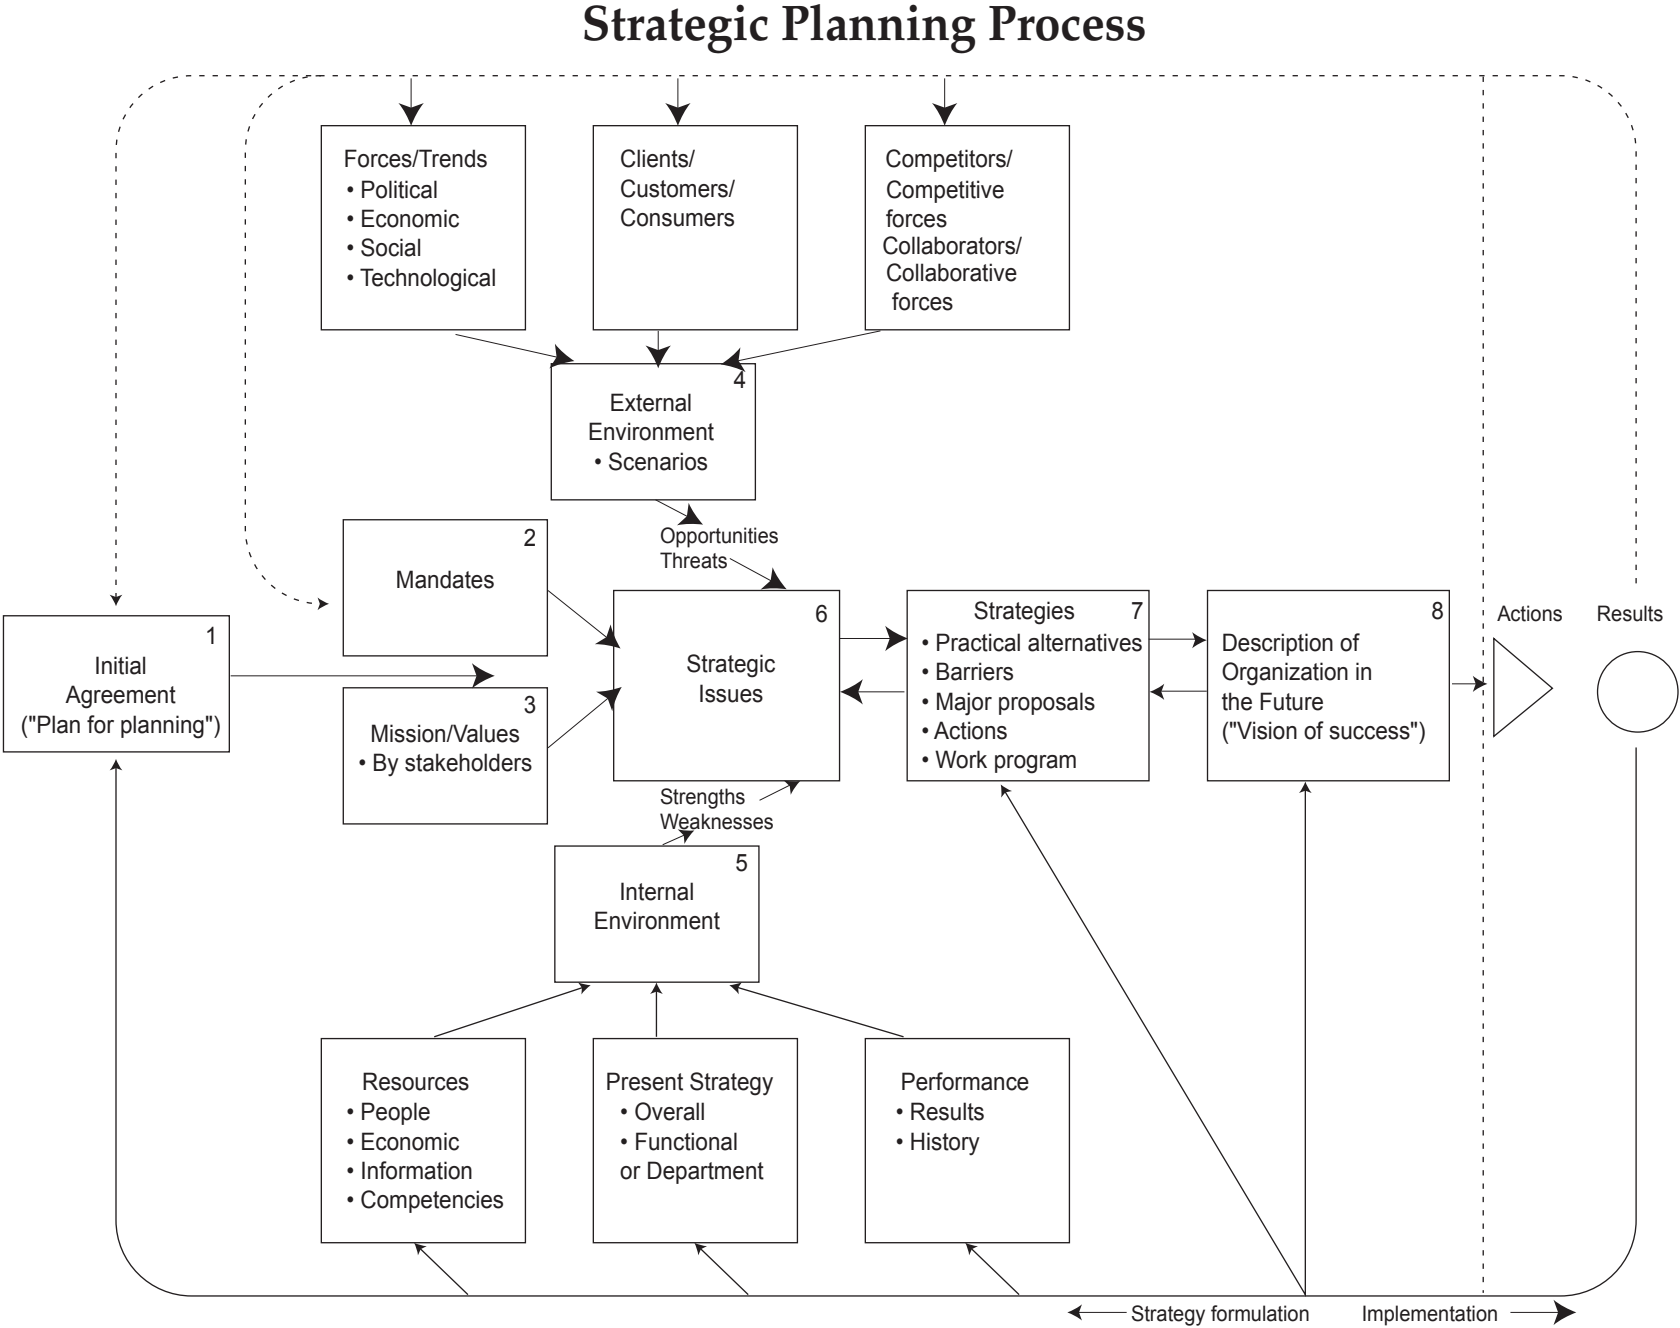 Strategic Planning Process
Forces/Trends
• Political
• Economic
• Social
• Technological
Clients/
Customers/
Consumers
Competitors/
Competitive
forces
Collaborators/
Collaborative
forces
4
External
Environment
• Scenarios
Opportunities
Threats
2
Mandates
1
Initial
Agreement
("Plan for planning")
3
Mission/Values
• By stakeholders
6
Strategic
Issues
Strategies 7
• Practical alternatives
• Barriers
• Major proposals
• Actions
• Work program
8
Description of
Organization in
the Future
("Vision of success")
Actions
Results
Strengths
Weaknesses
5
Internal
Environment
Resources
• People
• Economic
• Information
• Competencies
Present Strategy
• Overall
• Functional
or Department
Performance
• Results
• History
Strategy formulation
Implementation